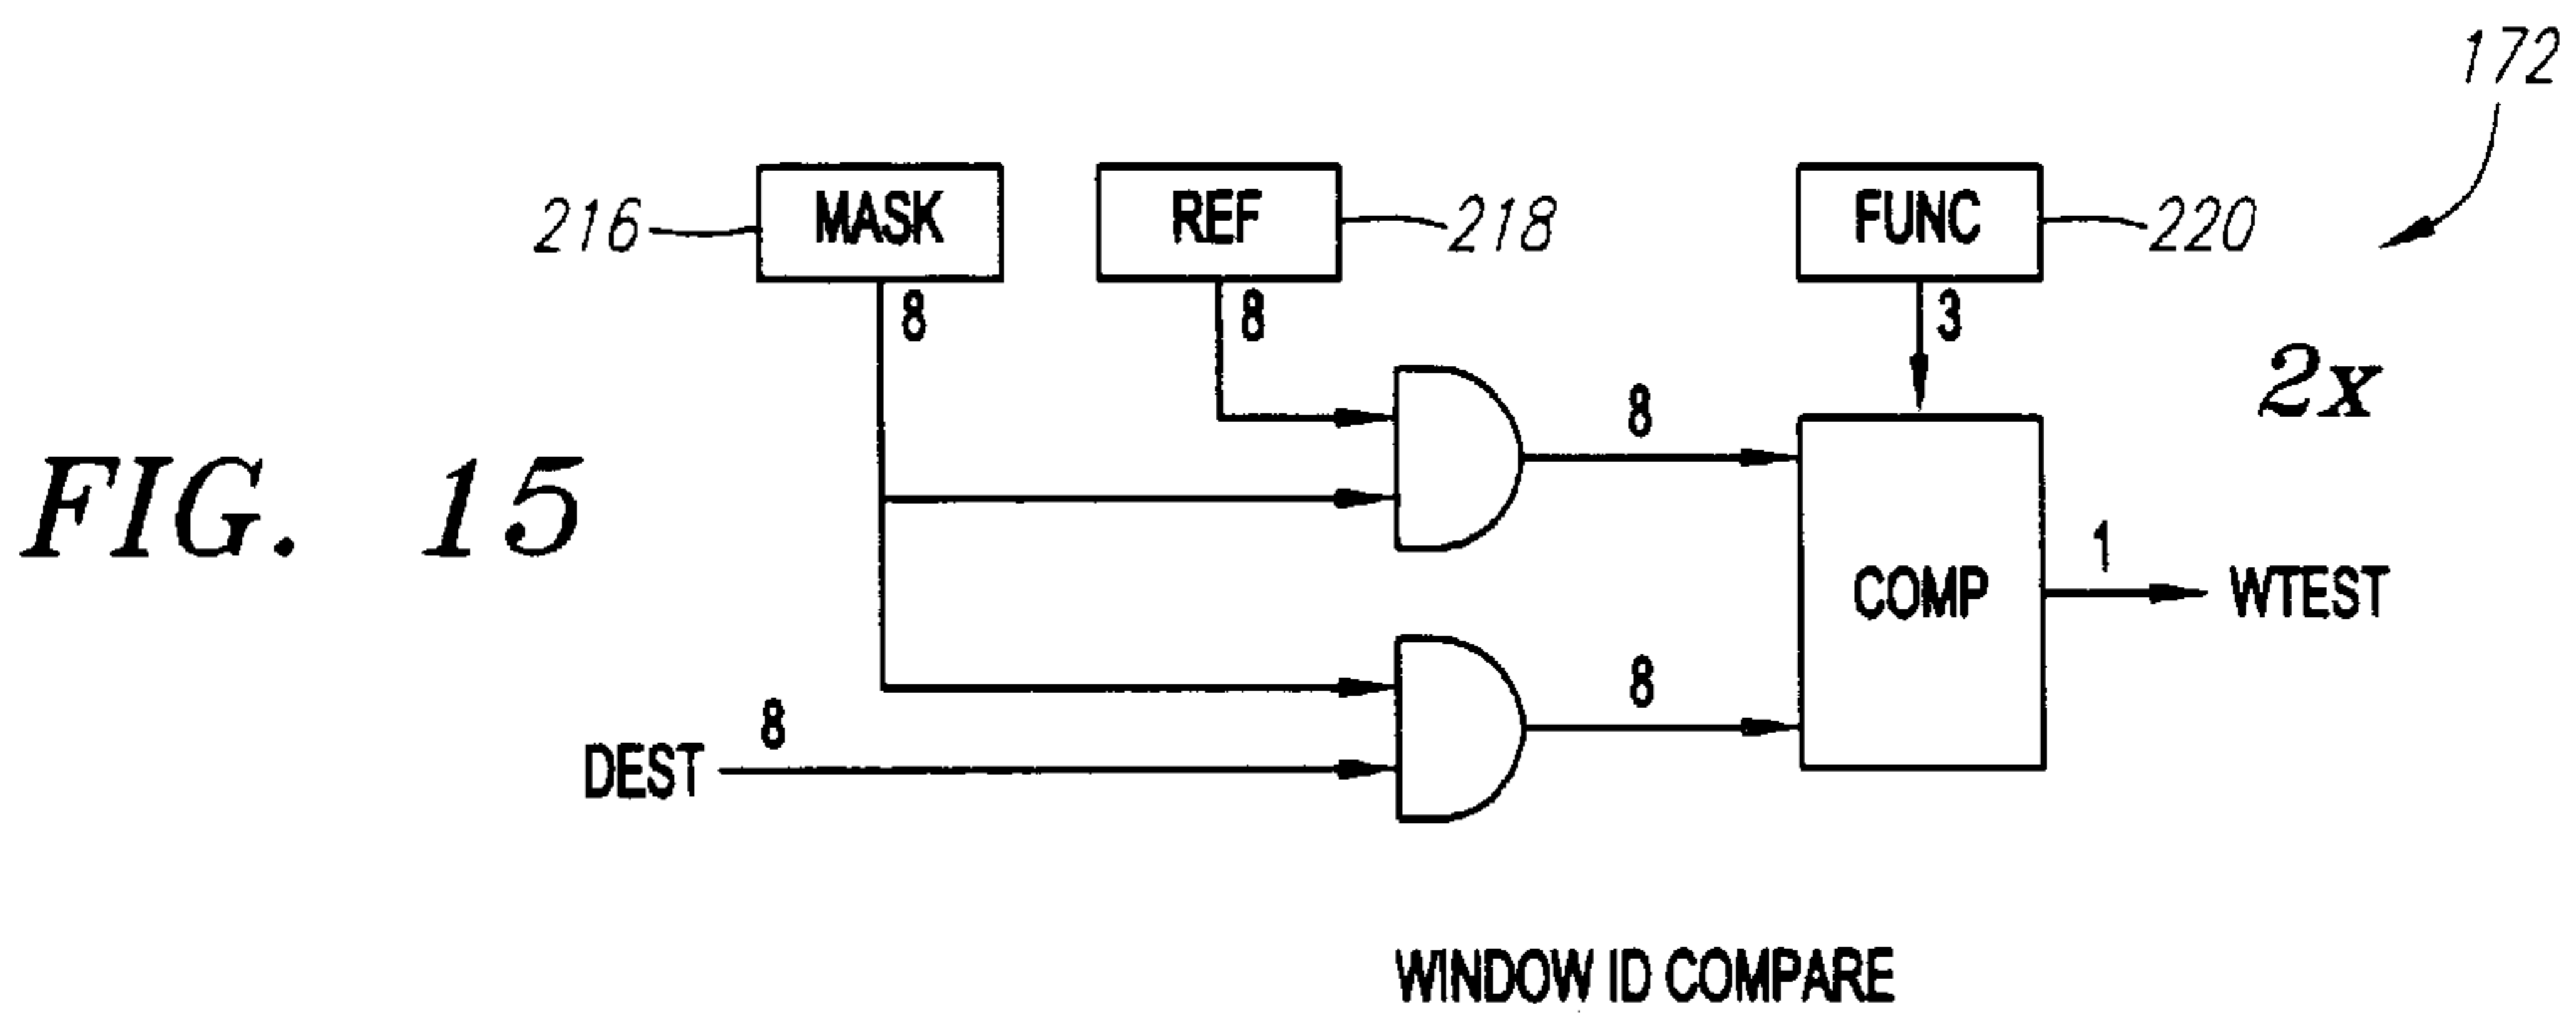 172
216 MASK REF 218 FUNC 220
8 8 3
2x
8
FIG. 15
1
COMP WTEST
8
8
DEST
WINDOW ID COMPARE